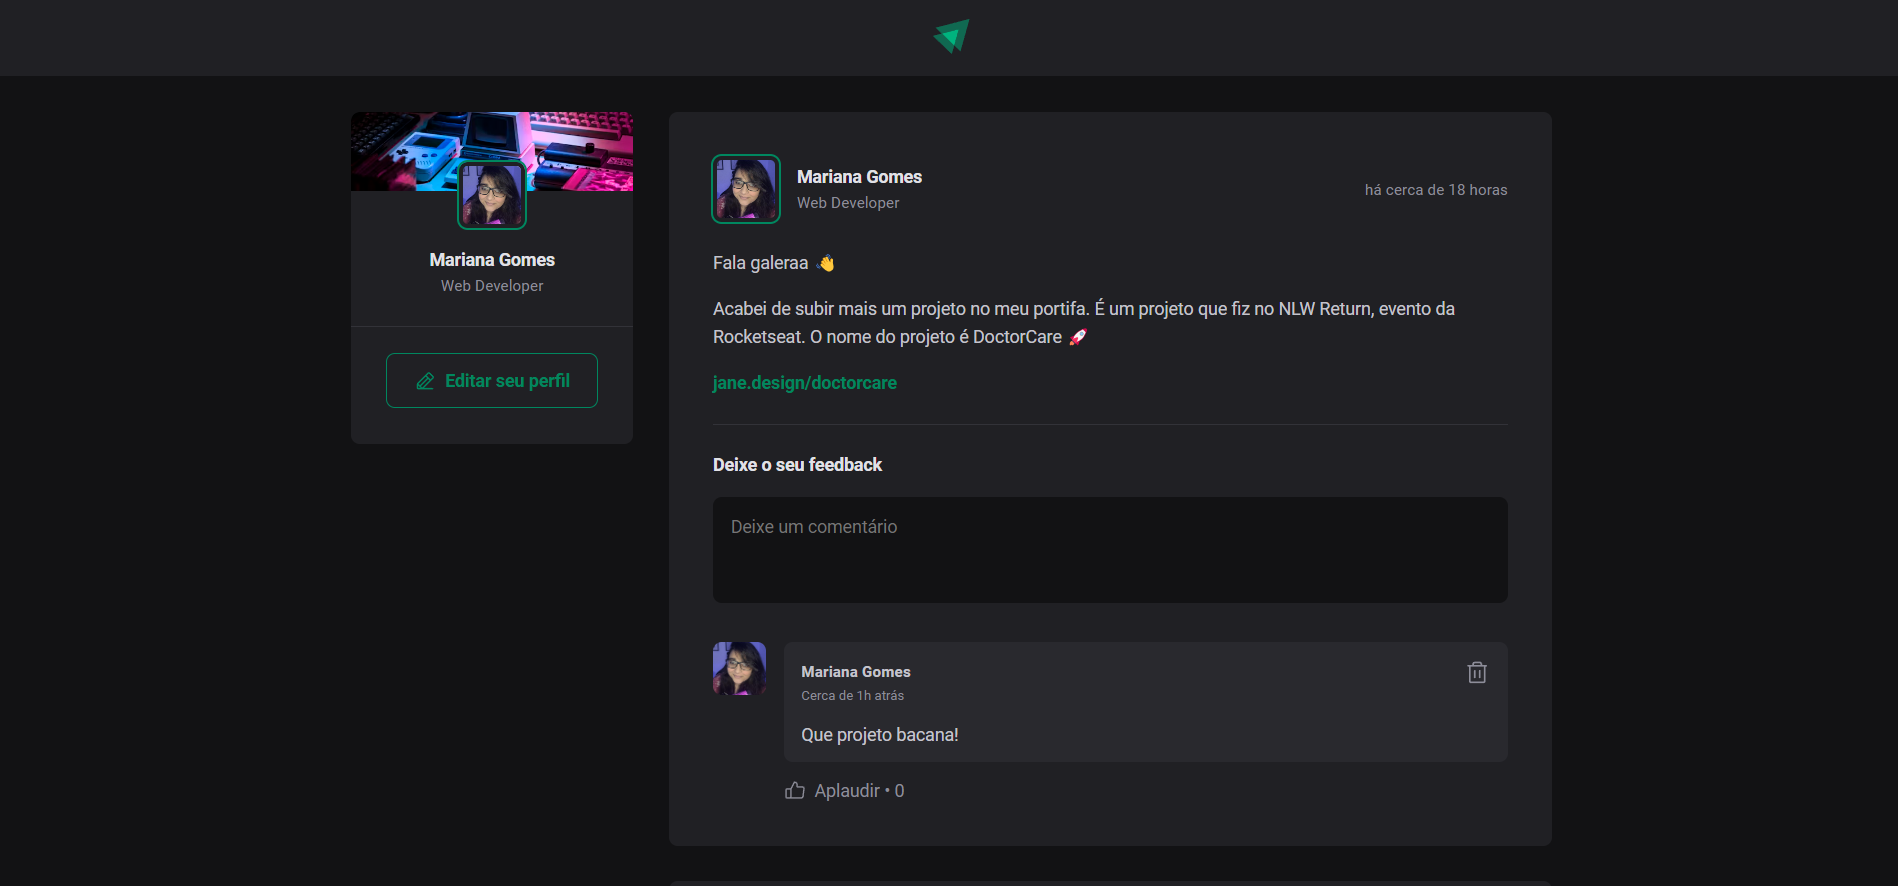 Mariana Gomes
Web Developer
Editar seu perfil
Mariana Gomes
Web Developer
há cerca de 18 horas
Fala galeraa 👋
Acabei de subir mais um projeto no meu portifa. É um projeto que fiz no NLW Return, evento da
Rocketseat. O nome do projeto é DoctorCare 🚀
jane.design/doctorcare
Deixe o seu feedback
Deixe um comentário
Mariana Gomes
Cerca de 1h atrás
Que projeto bacana!
Aplaudir • 0